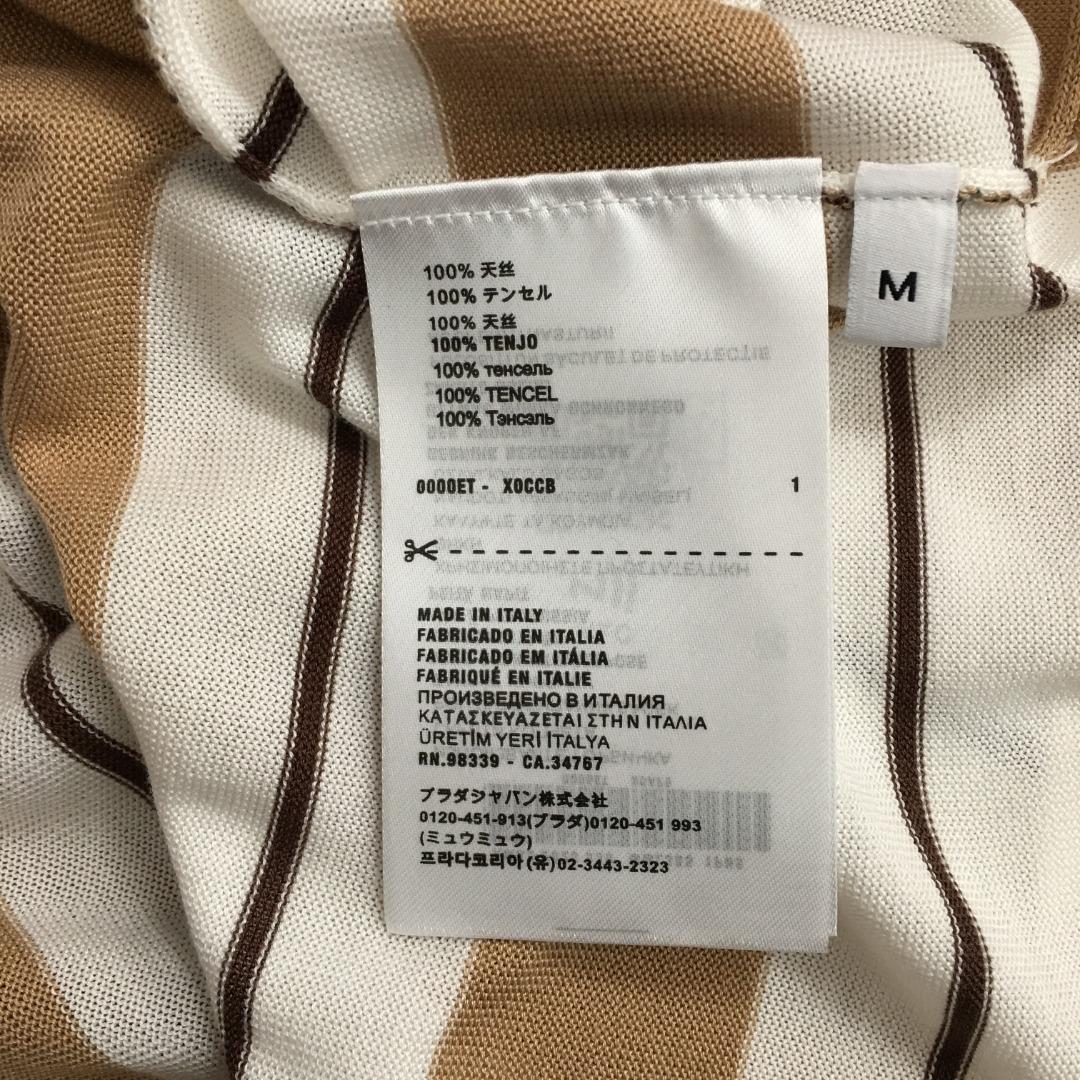 100% 天丝
100% テンセル
100% 天丝
100% TENJO
100% тенсель
100% TENCEL
100% Тэнсэль
0000ET - X0CCB 1
MADE IN ITALY
FABRICADO EN ITALIA
FABRICADO EM ITÁLIA
FABRIQUÉ EN ITALIE
ПРОИЗВЕДЕНО В ИТАЛИЯ
ΚΑΤΑΣΚΕΥΑΖΕΤΑΙ ΣΤΗ Ν ΙΤΑΛΙΑ
ÜRETİM YERİ İTALYA
RN.98339 - CA.34767
プラダジャパン株式会社
0120-451-913(プラダ)0120-451 993
(ミュウミュウ)
프라다코리아(유)02-3443-2323
M